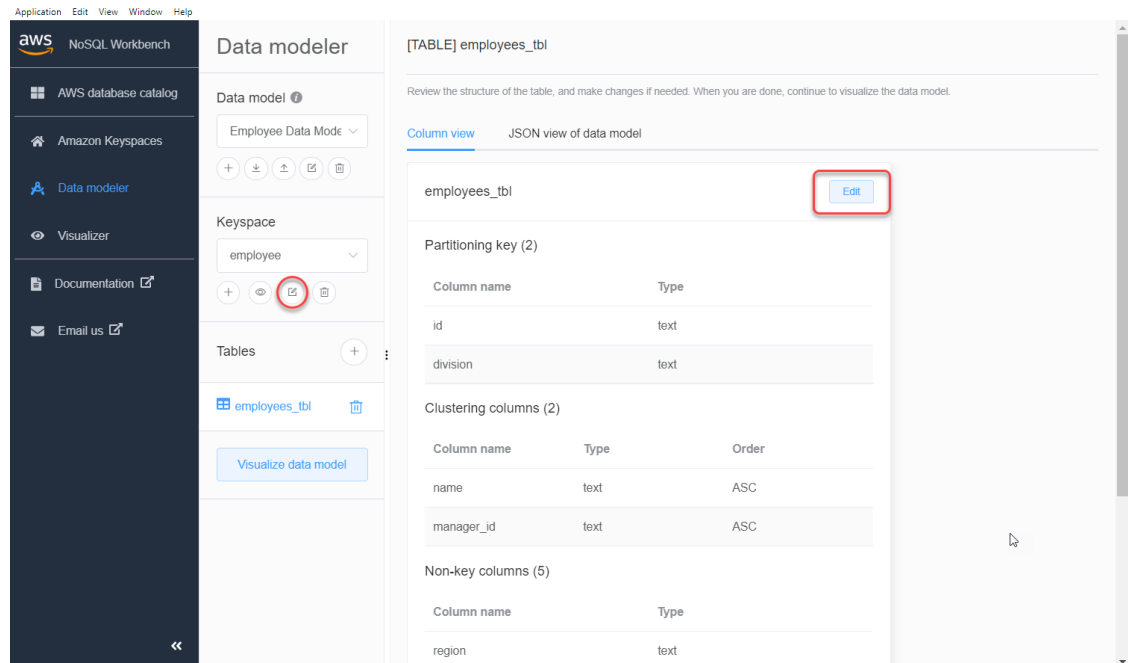 Application Edit View Window Help
aws NoSQL Workbench
AWS database catalog
Amazon Keyspaces
Data modeler
Visualizer
Documentation
Email us
Data modeler
Data model
Employee Data Mode
Keyspace
employee
Tables
employees_tbl
Visualize data model
[TABLE] employees_tbl
Review the structure of the table, and make changes if needed. When you are done, continue to visualize the data model.
Column view JSON view of data model
employees_tbl Edit
Partitioning key (2)
Column name Type
id text
division text
Clustering columns (2)
Column name Type Order
name text ASC
manager_id text ASC
Non-key columns (5)
Column name Type
region text